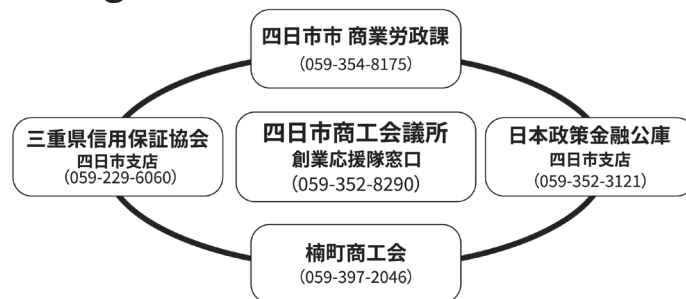 四日市市 商業労政課
（059-354-8175）
三重県信用保証協会
四日市支店
（059-229-6060）
四日市商工会議所
創業応援隊窓口
（059-352-8290）
日本政策金融公庫
四日市支店
（059-352-3121）
楠町商工会
（059-397-2046）